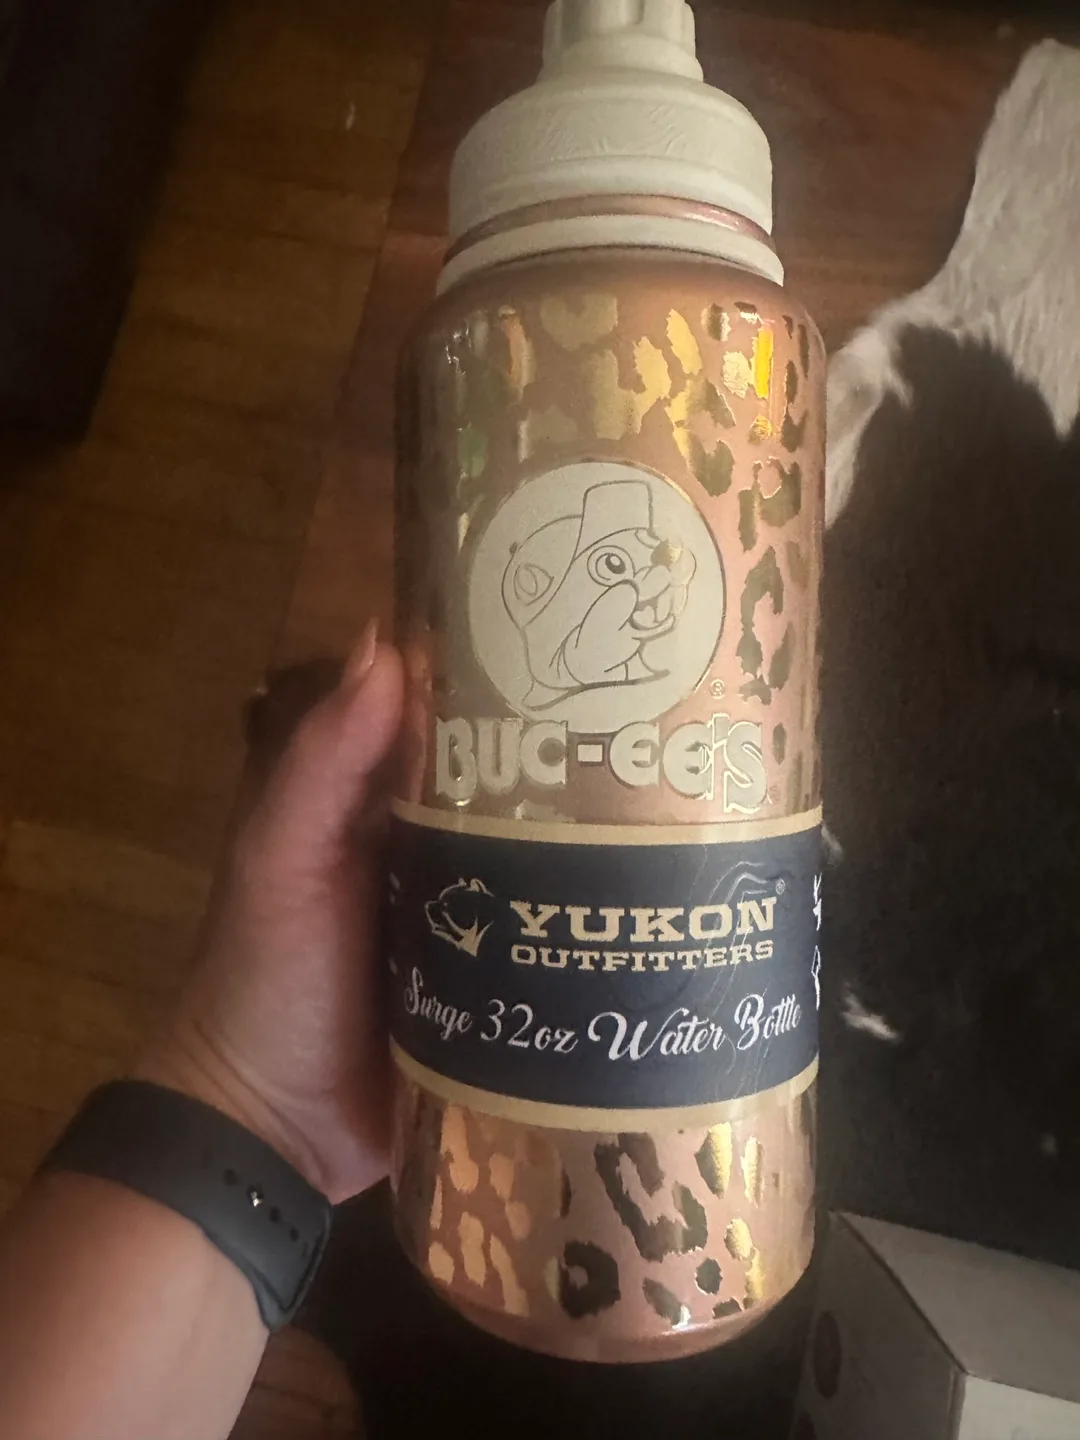 BUC-EE'S
YUKON
OUTFITTERS
Surge 32oz Water Bottle